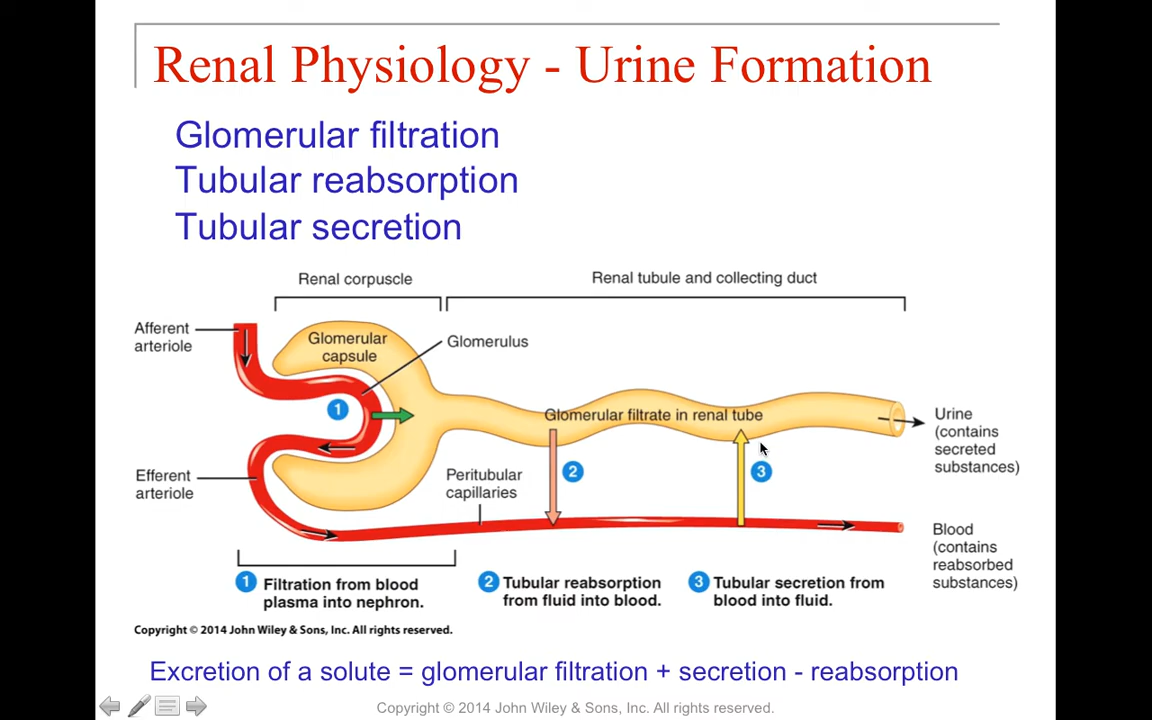 Renal Physiology - Urine Formation
Glomerular filtration
Tubular reabsorption
Tubular secretion
Renal corpuscle
Renal tubule and collecting duct
Afferent
arteriole
Glomerular
capsule
Glomerulus
1
Glomerular filtrate in renal tube
Urine
(contains
secreted
substances)
Efferent
arteriole
Peritubular
capillaries
2
3
Blood
(contains
reabsorbed
substances)
1 Filtration from blood
plasma into nephron.
2 Tubular reabsorption
from fluid into blood.
3 Tubular secretion from
blood into fluid.
Copyright © 2014 John Wiley & Sons, Inc. All rights reserved.
Excretion of a solute = glomerular filtration + secretion - reabsorption
Copyright © 2014 John Wiley & Sons, Inc. All rights reserved.